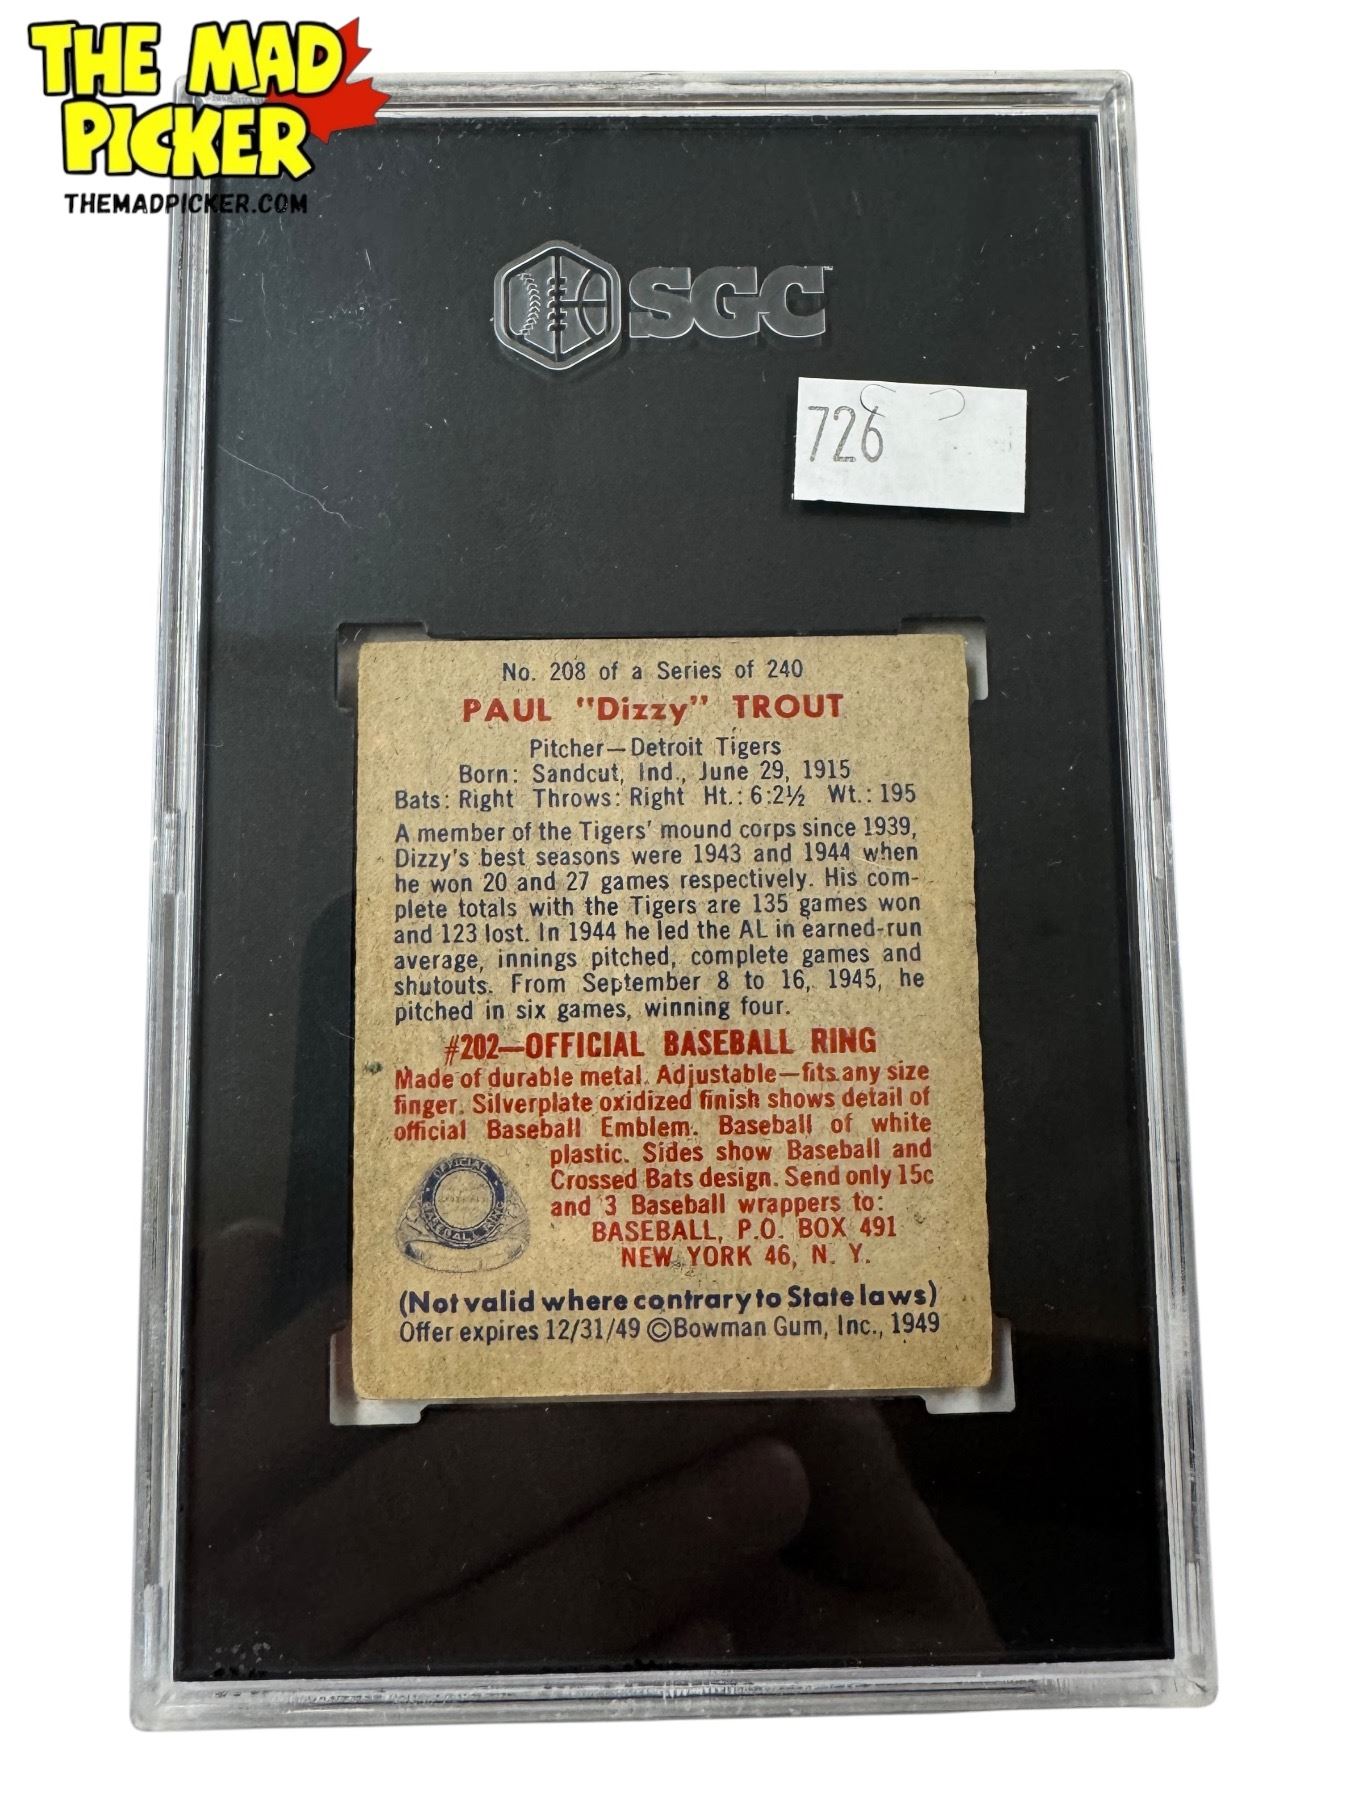 THE MAD
PICKER
THEMADPICKER.COM
SGC
726
No. 208 of a Series of 240
PAUL "Dizzy" TROUT
Pitcher—Detroit Tigers
Born: Sandcut, Ind., June 29, 1915
Bats: Right Throws: Right Ht.: 6:2½ Wt.: 195
A member of the Tigers' mound corps since 1939,
Dizzy's best seasons were 1943 and 1944 when
he won 20 and 27 games respectively. His com-
plete totals with the Tigers are 135 games won
and 123 lost. In 1944 he led the AL in earned-run
average, innings pitched, complete games and
shutouts. From September 8 to 16, 1945, he
pitched in six games, winning four.
#202—OFFICIAL BASEBALL RING
Made of durable metal. Adjustable—fits any size
finger. Silverplate oxidized finish shows detail of
official Baseball Emblem. Baseball of white
plastic. Sides show Baseball and
Crossed Bats design. Send only 15c
and 3 Baseball wrappers to:
BASEBALL, P.O. BOX 491
NEW YORK 46, N. Y.
OFFICIAL
BASEBALL RING
(Not valid where contrary to State laws)
Offer expires 12/31/49 ©Bowman Gum, Inc., 1949